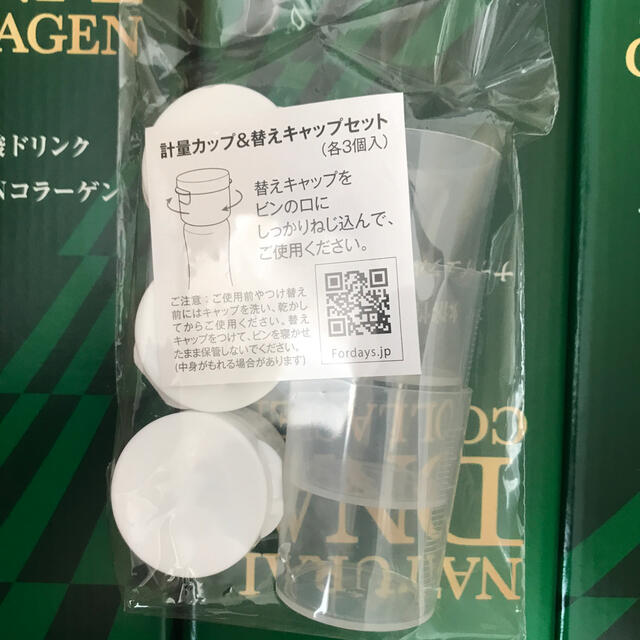 AGEN
ドリンク
Nコラーゲン
計量カップ&替えキャップセット
(各3個入)
替えキャップを
ビンの口に
しっかりねじ込んで、
ご使用ください。
ご注意：ご使用前やつけ替え
前にはキャップを洗い、乾かし
てからご使用ください。替え
キャップをつけて、ビンを寝かせ
たまま保管しないでください。
(中身がもれる場合があります)
Fordays.jp
NATURAL
DNA
COLLAGEN